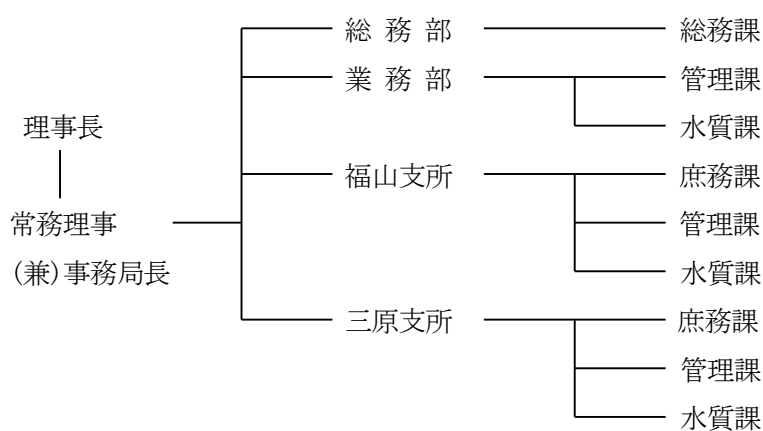 総務部 総務課
業務部 管理課
理事長 水質課
福山支所 庶務課
常務理事 管理課
(兼)事務局長 水質課
三原支所 庶務課
管理課
水質課